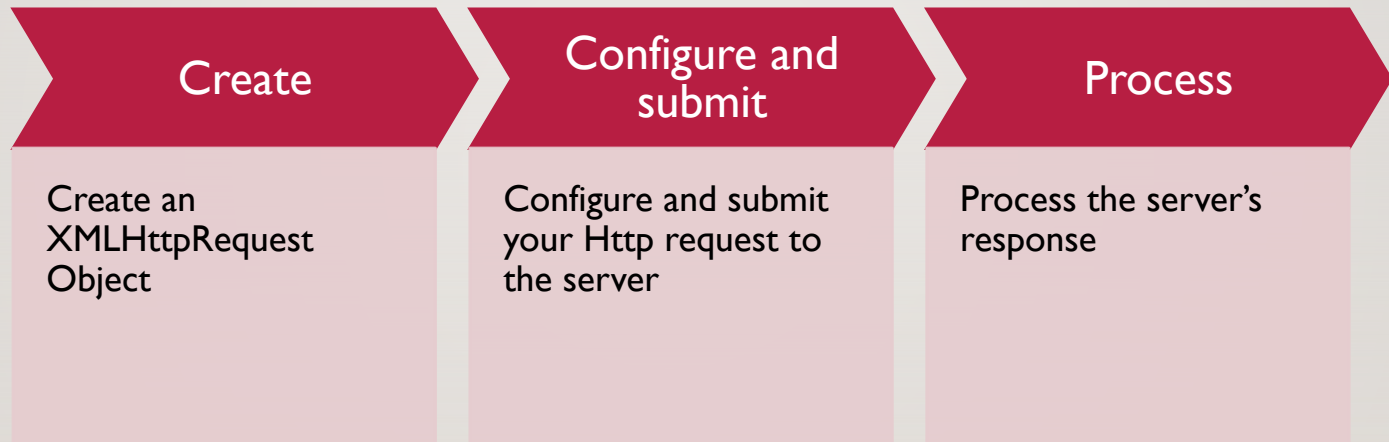 Create
Create an
XMLHttpRequest
Object
Configure and
submit
Configure and submit
your Http request to
the server
Process
Process the server’s
response